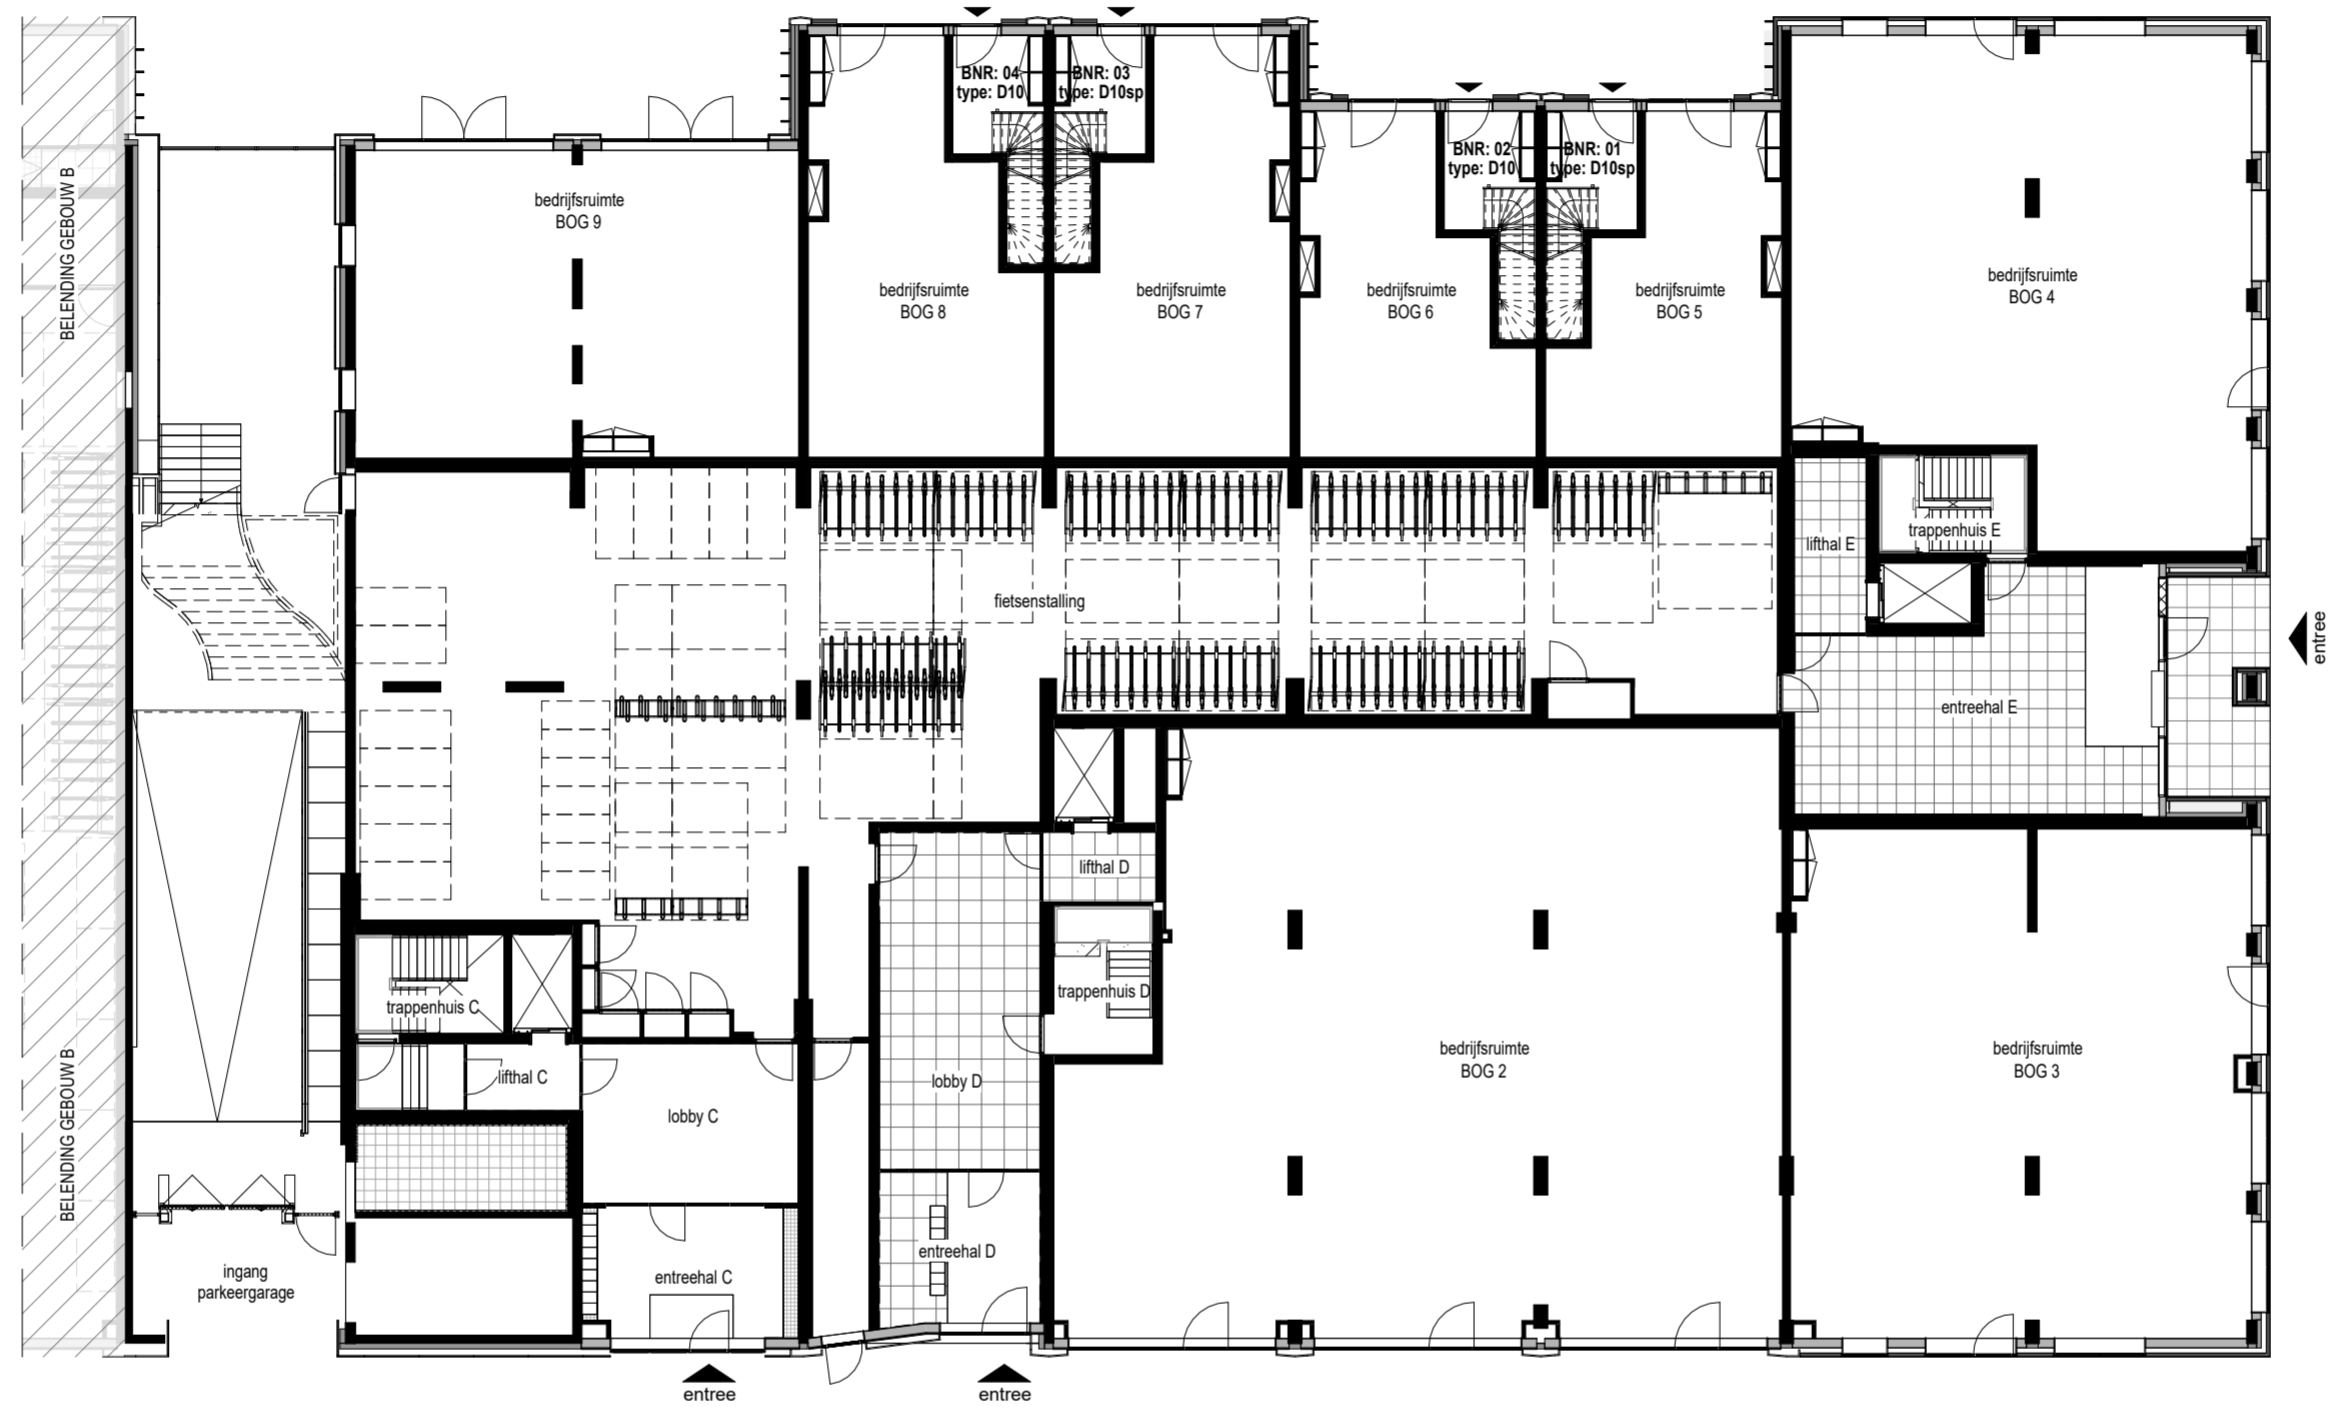 BNR: 04
type: D10
BNR: 03
type: D10sp
BNR: 02
type: D10
BNR: 01
type: D10sp
BELENDING GEBOUW B
bedrijfsruimte
BOG 9
bedrijfsruimte
BOG 8
bedrijfsruimte
BOG 7
bedrijfsruimte
BOG 6
bedrijfsruimte
BOG 5
bedrijfsruimte
BOG 4
trappenhuis E
lifthal E
fietsenstalling
entree
entreehal E
lifthal D
trappenhuis D
trappenhuis C
lifthal C
lobby D
lobby C
bedrijfsruimte
BOG 2
bedrijfsruimte
BOG 3
BELENDING GEBOUW B
entreehal D
entreehal C
ingang
parkeergarage
entree
entree